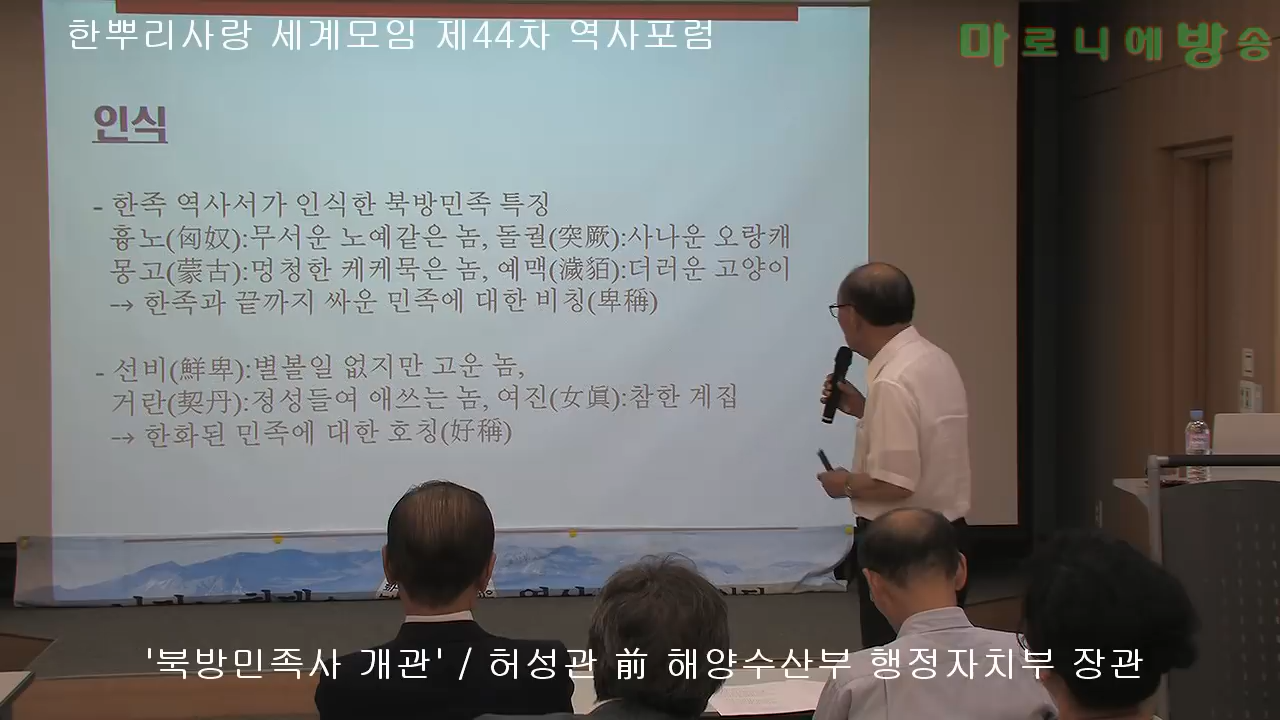 한뿌리사랑 세계모임 제44차 역사포럼
마로니에방송
인식
- 한족 역사서가 인식한 북방민족 특징
흉노(匈奴):무서운 노예같은 놈, 돌궐(突厥):사나운 오랑캐
몽고(蒙古):멍청한 케케묵은 놈, 예맥(濊貊):더러운 고양이
→ 한족과 끝까지 싸운 민족에 대한 비칭(卑稱)
- 선비(鮮卑):별볼일 없지만 고운 놈,
거란(契丹):정성들여 애쓰는 놈, 여진(女眞):참한 계집
→ 한화된 민족에 대한 호칭(好稱)
'북방민족사 개관' / 허성관 前 해양수산부 행정자치부 장관